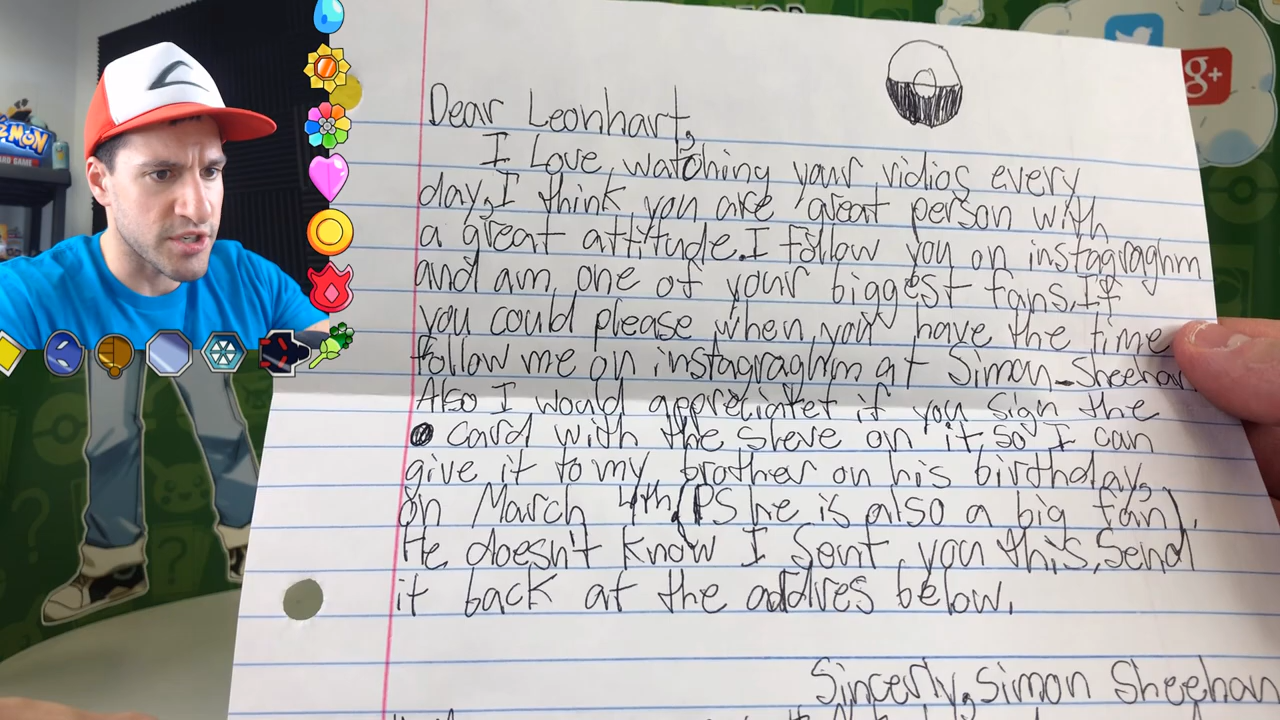 Dear Leonhart,
I Love watching your vidios every
day, I think you are great person with
a great attitude. I follow you on instagraghm
and am one of your biggest fans. If
you could please when you have the time
follow me on instagraghm at Simon_Sheehan
Also I would appreciatet if you sign the
card with the sleve on it so I can
give it to my brother on his birthday
on March 4th (PS he is also a big fan).
He doesn't know I sent you this, Send
it back at the addres below.
Sincerly, Simon Sheehan
g+